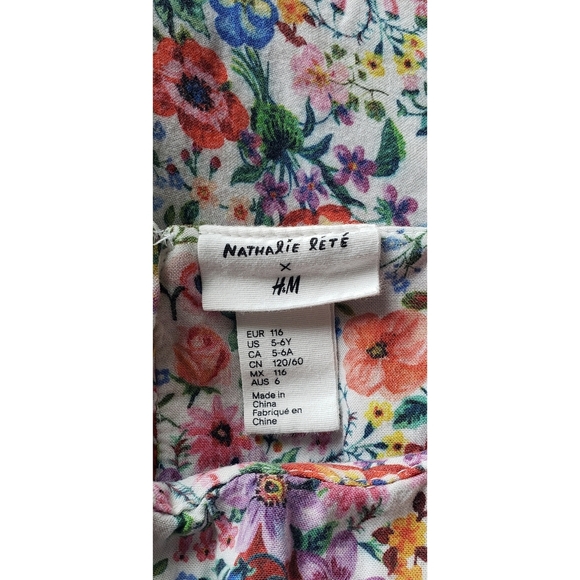 NATHALIE LÉTÉ
×
H&M
EUR 116
US 5-6Y
CA 5-6A
CN 120/60
MX 116
AUS 6
Made in
China
Fabriqué en
Chine